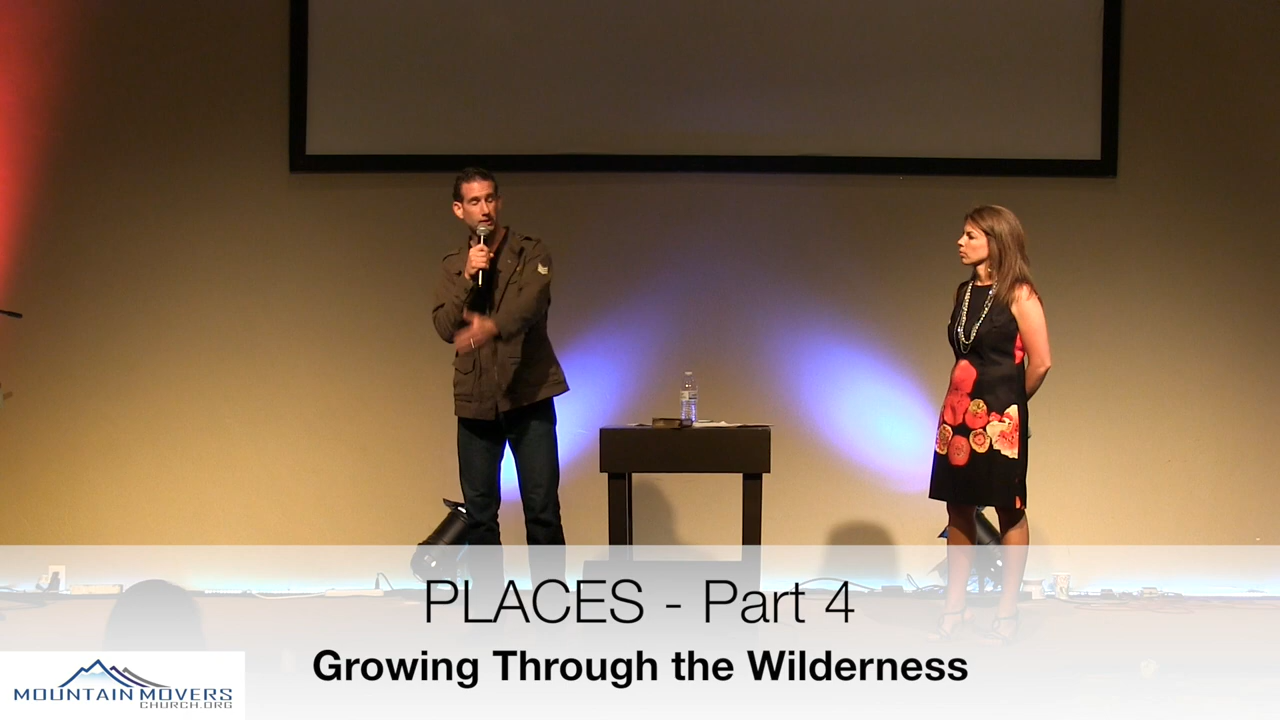 PLACES - Part 4
Growing Through the Wilderness
MOUNTAIN MOVERS
CHURCH.ORG